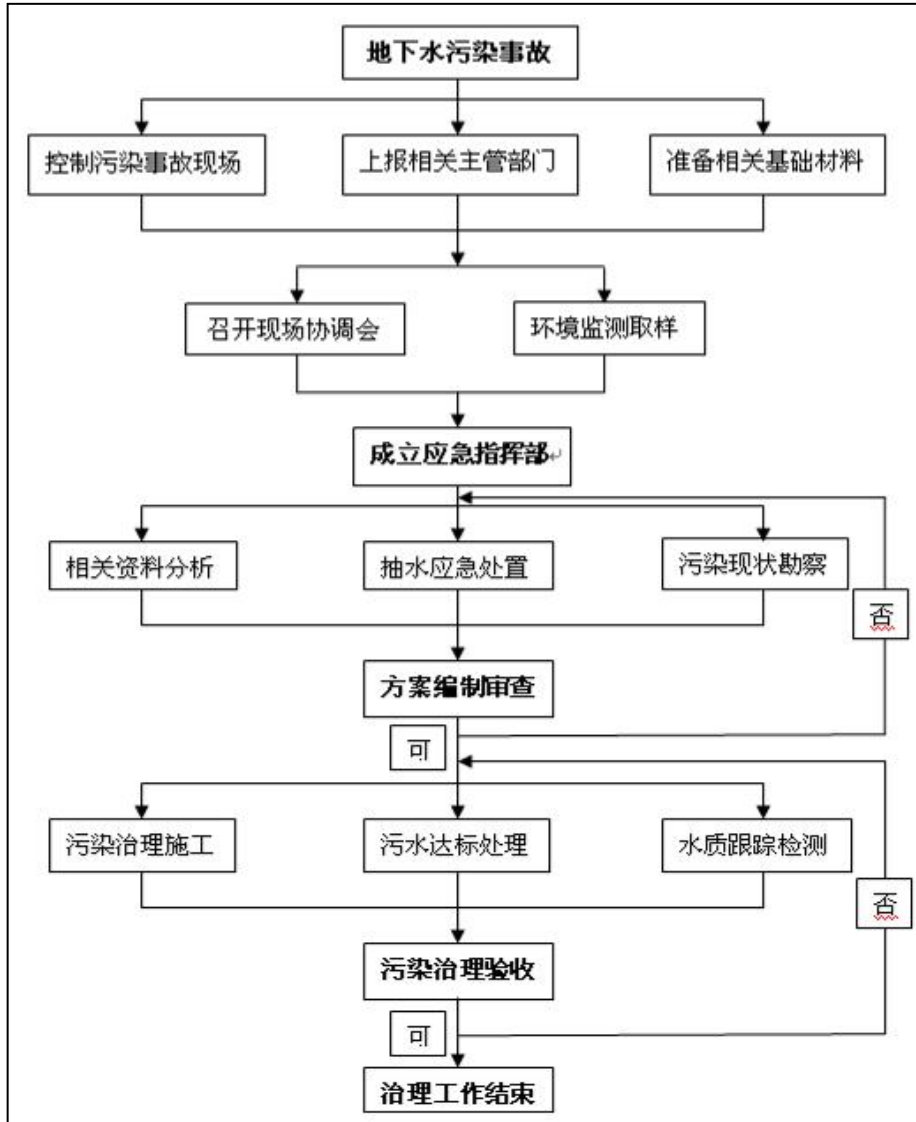 地下水污染事故
控制污染事故现场
上报相关主管部门
准备相关基础材料
召开现场协调会
环境监测取样
成立应急指挥部↵
相关资料分析
抽水应急处置
污染现状勘察
否
方案编制审查
可
污染治理施工
污水达标处理
水质跟踪检测
否
污染治理验收
可
治理工作结束